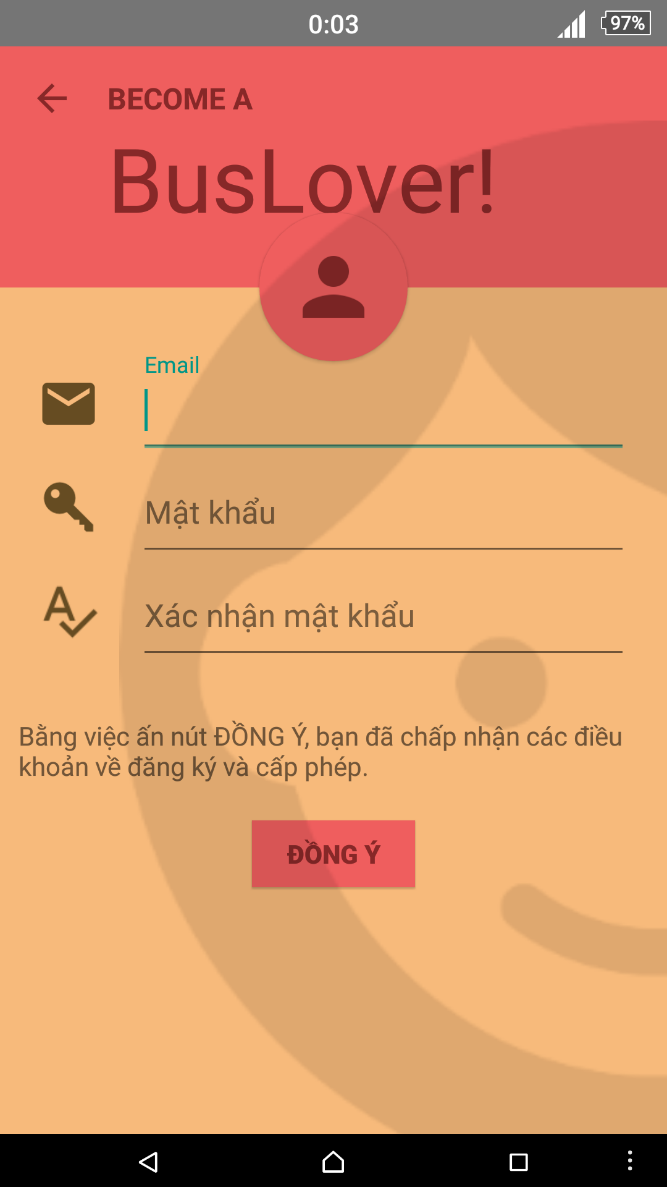 0:03
97%
BECOME A
BusLover!
Email
Mật khẩu
Xác nhận mật khẩu
Bằng việc ấn nút ĐỒNG Ý, bạn đã chấp nhận các điều
khoản về đăng ký và cấp phép.
ĐỒNG Ý